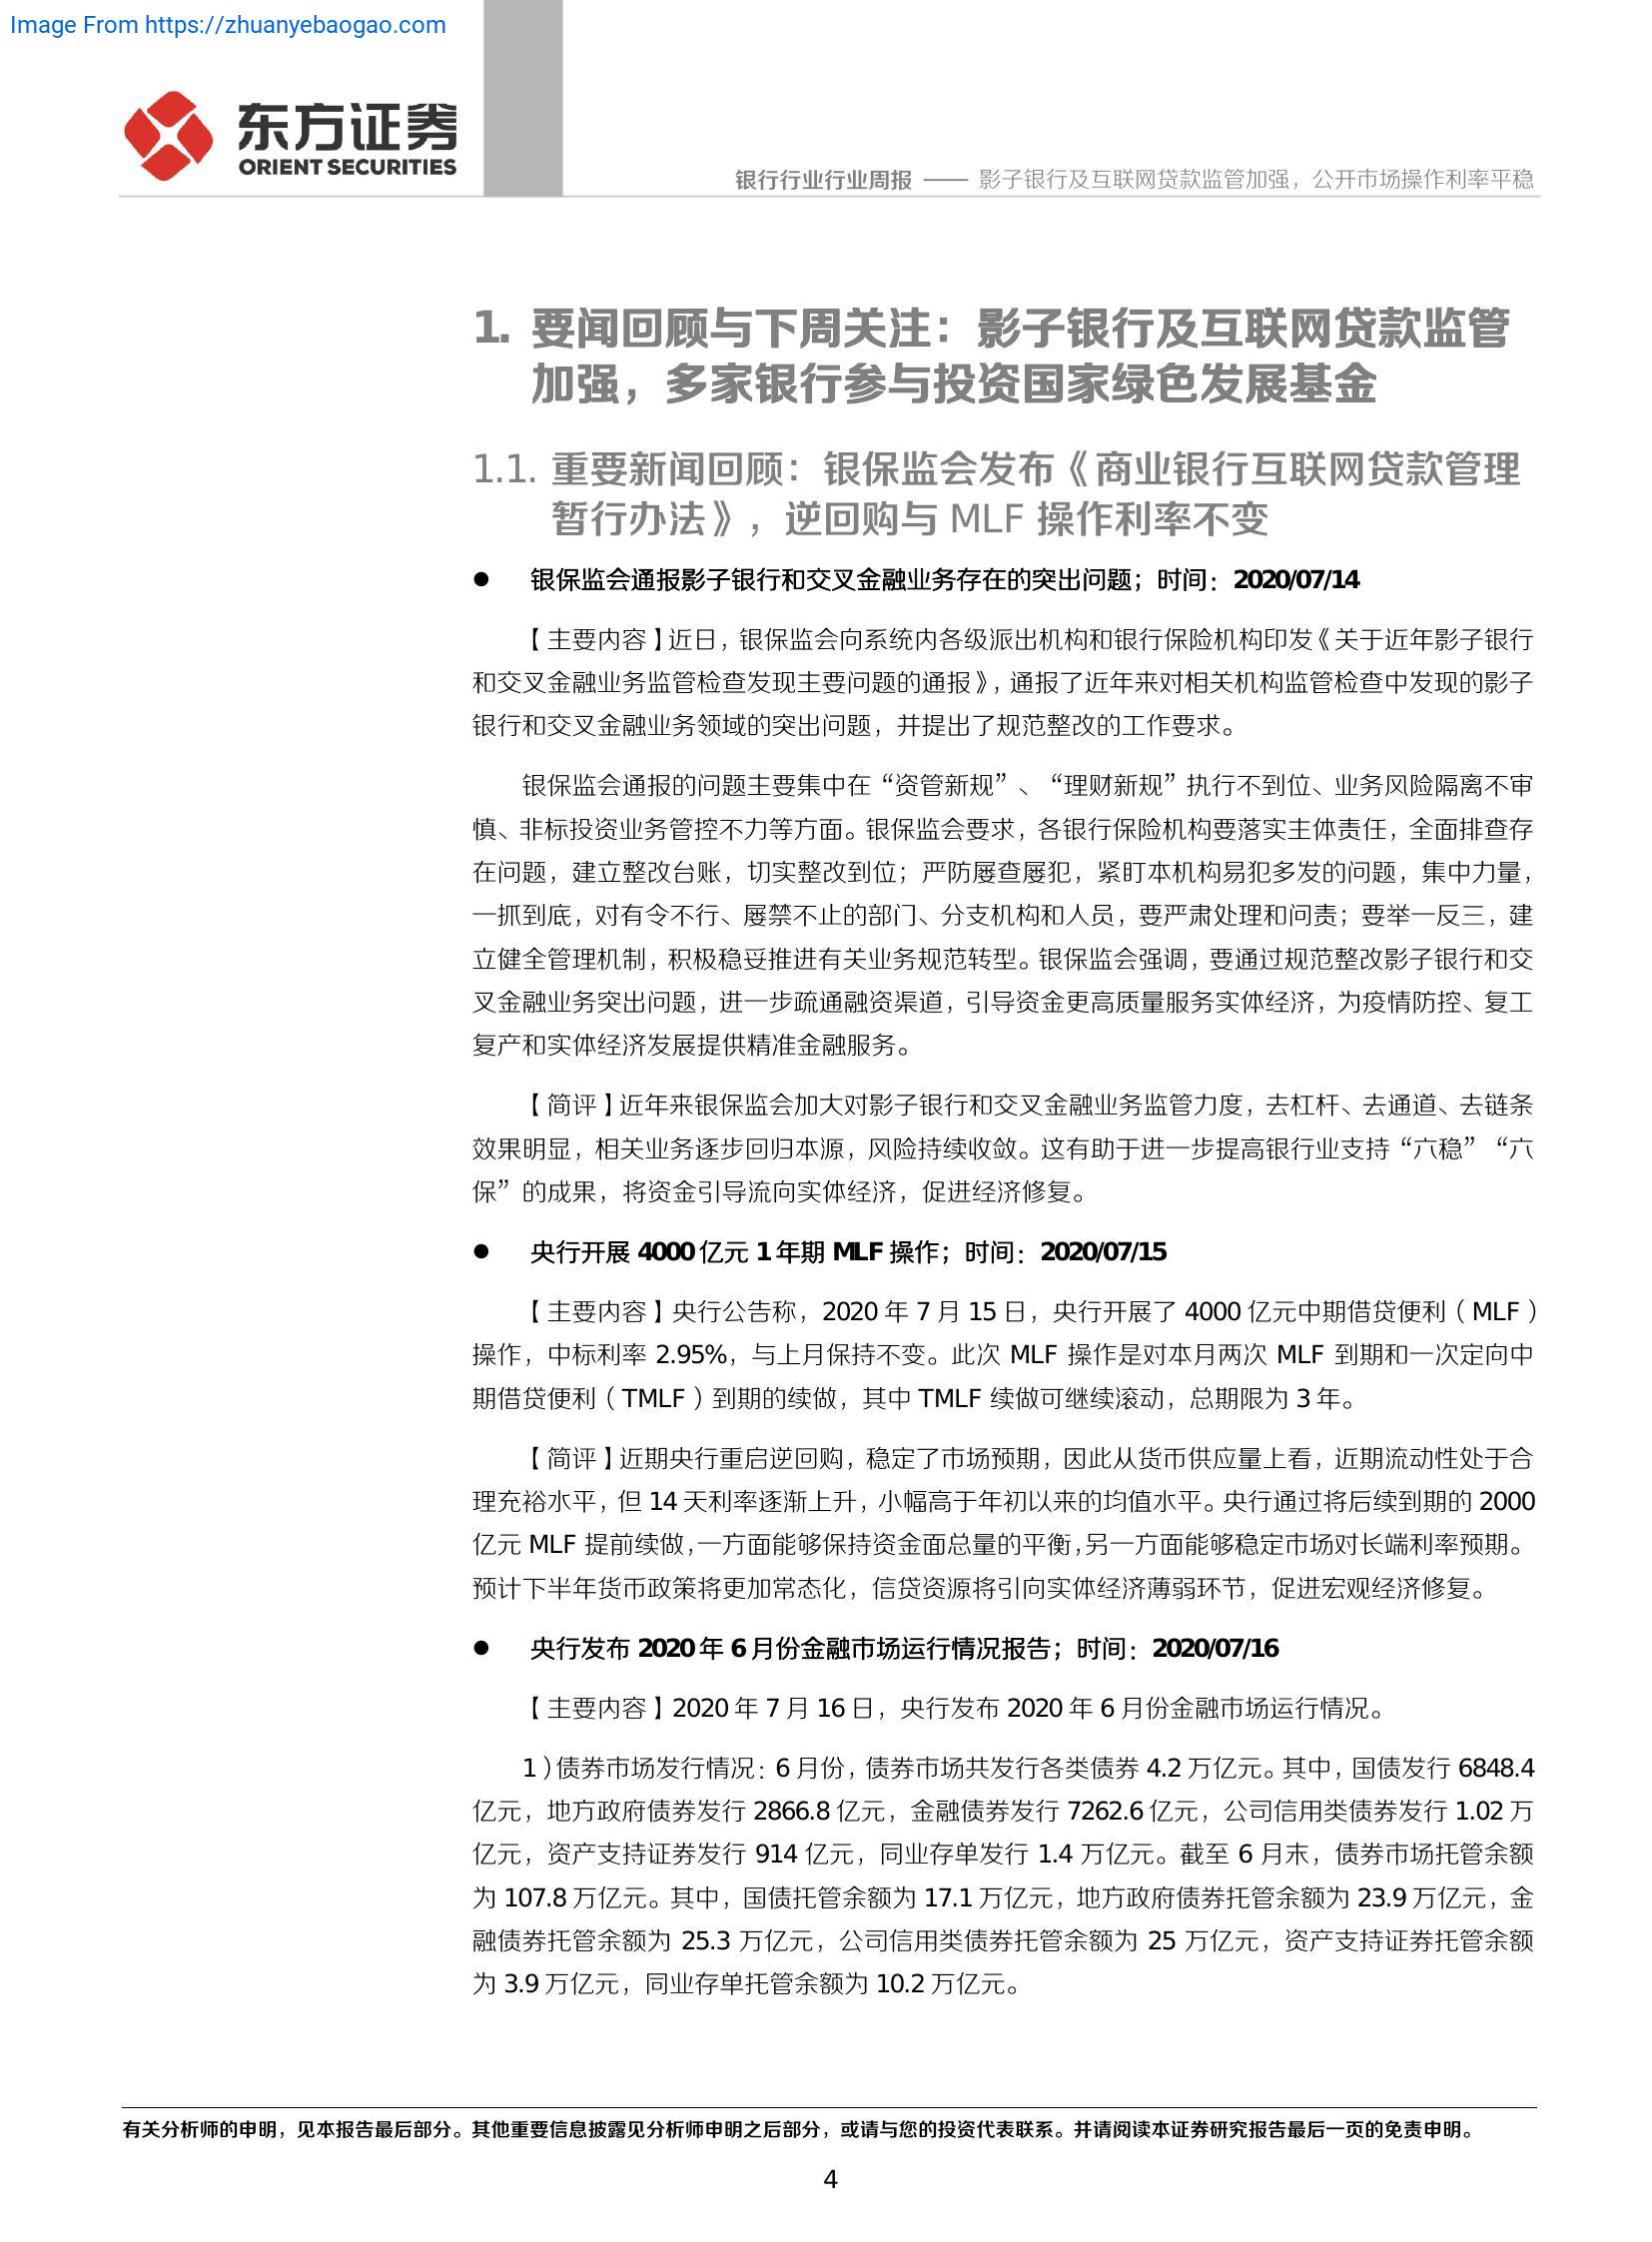 Image From https://zhuanyebaogao.com
东方证券
ORIENT SECURITIES
银行行业行业周报 —— 影子银行及互联网贷款监管加强，公开市场操作利率平稳
1. 要闻回顾与下周关注：影子银行及互联网贷款监管
加强，多家银行参与投资国家绿色发展基金
1.1. 重要新闻回顾：银保监会发布《商业银行互联网贷款管理
暂行办法》，逆回购与 MLF 操作利率不变
● 银保监会通报影子银行和交叉金融业务存在的突出问题；时间：2020/07/14
【主要内容】近日，银保监会向系统内各级派出机构和银行保险机构印发《关于近年影子银行
和交叉金融业务监管检查发现主要问题的通报》，通报了近年来对相关机构监管检查中发现的影子
银行和交叉金融业务领域的突出问题，并提出了规范整改的工作要求。
银保监会通报的问题主要集中在“资管新规”、“理财新规”执行不到位、业务风险隔离不审
慎、非标投资业务管控不力等方面。银保监会要求，各银行保险机构要落实主体责任，全面排查存
在问题，建立整改台账，切实整改到位；严防屡查屡犯，紧盯本机构易犯多发的问题，集中力量，
一抓到底，对有令不行、屡禁不止的部门、分支机构和人员，要严肃处理和问责；要举一反三，建
立健全管理机制，积极稳妥推进有关业务规范转型。银保监会强调，要通过规范整改影子银行和交
叉金融业务突出问题，进一步疏通融资渠道，引导资金更高质量服务实体经济，为疫情防控、复工
复产和实体经济发展提供精准金融服务。
【简评】近年来银保监会加大对影子银行和交叉金融业务监管力度，去杠杆、去通道、去链条
效果明显，相关业务逐步回归本源，风险持续收敛。这有助于进一步提高银行业支持“六稳”“六
保”的成果，将资金引导流向实体经济，促进经济修复。
● 央行开展 4000 亿元 1 年期 MLF 操作；时间：2020/07/15
【主要内容】央行公告称，2020 年 7 月 15 日，央行开展了 4000 亿元中期借贷便利（MLF）
操作，中标利率 2.95%，与上月保持不变。此次 MLF 操作是对本月两次 MLF 到期和一次定向中
期借贷便利（TMLF）到期的续做，其中 TMLF 续做可继续滚动，总期限为 3 年。
【简评】近期央行重启逆回购，稳定了市场预期，因此从货币供应量上看，近期流动性处于合
理充裕水平，但 14 天利率逐渐上升，小幅高于年初以来的均值水平。央行通过将后续到期的 2000
亿元 MLF 提前续做，一方面能够保持资金面总量的平衡，另一方面能够稳定市场对长端利率预期。
预计下半年货币政策将更加常态化，信贷资源将引向实体经济薄弱环节，促进宏观经济修复。
● 央行发布 2020 年 6 月份金融市场运行情况报告；时间：2020/07/16
【主要内容】2020 年 7 月 16 日，央行发布 2020 年 6 月份金融市场运行情况。
1）债券市场发行情况：6 月份，债券市场共发行各类债券 4.2 万亿元。其中，国债发行 6848.4
亿元，地方政府债券发行 2866.8 亿元，金融债券发行 7262.6 亿元，公司信用类债券发行 1.02 万
亿元，资产支持证券发行 914 亿元，同业存单发行 1.4 万亿元。截至 6 月末，债券市场托管余额
为 107.8 万亿元。其中，国债托管余额为 17.1 万亿元，地方政府债券托管余额为 23.9 万亿元，金
融债券托管余额为 25.3 万亿元，公司信用类债券托管余额为 25 万亿元，资产支持证券托管余额
为 3.9 万亿元，同业存单托管余额为 10.2 万亿元。
有关分析师的申明，见本报告最后部分。其他重要信息披露见分析师申明之后部分，或请与您的投资代表联系。并请阅读本证券研究报告最后一页的免责申明。
4